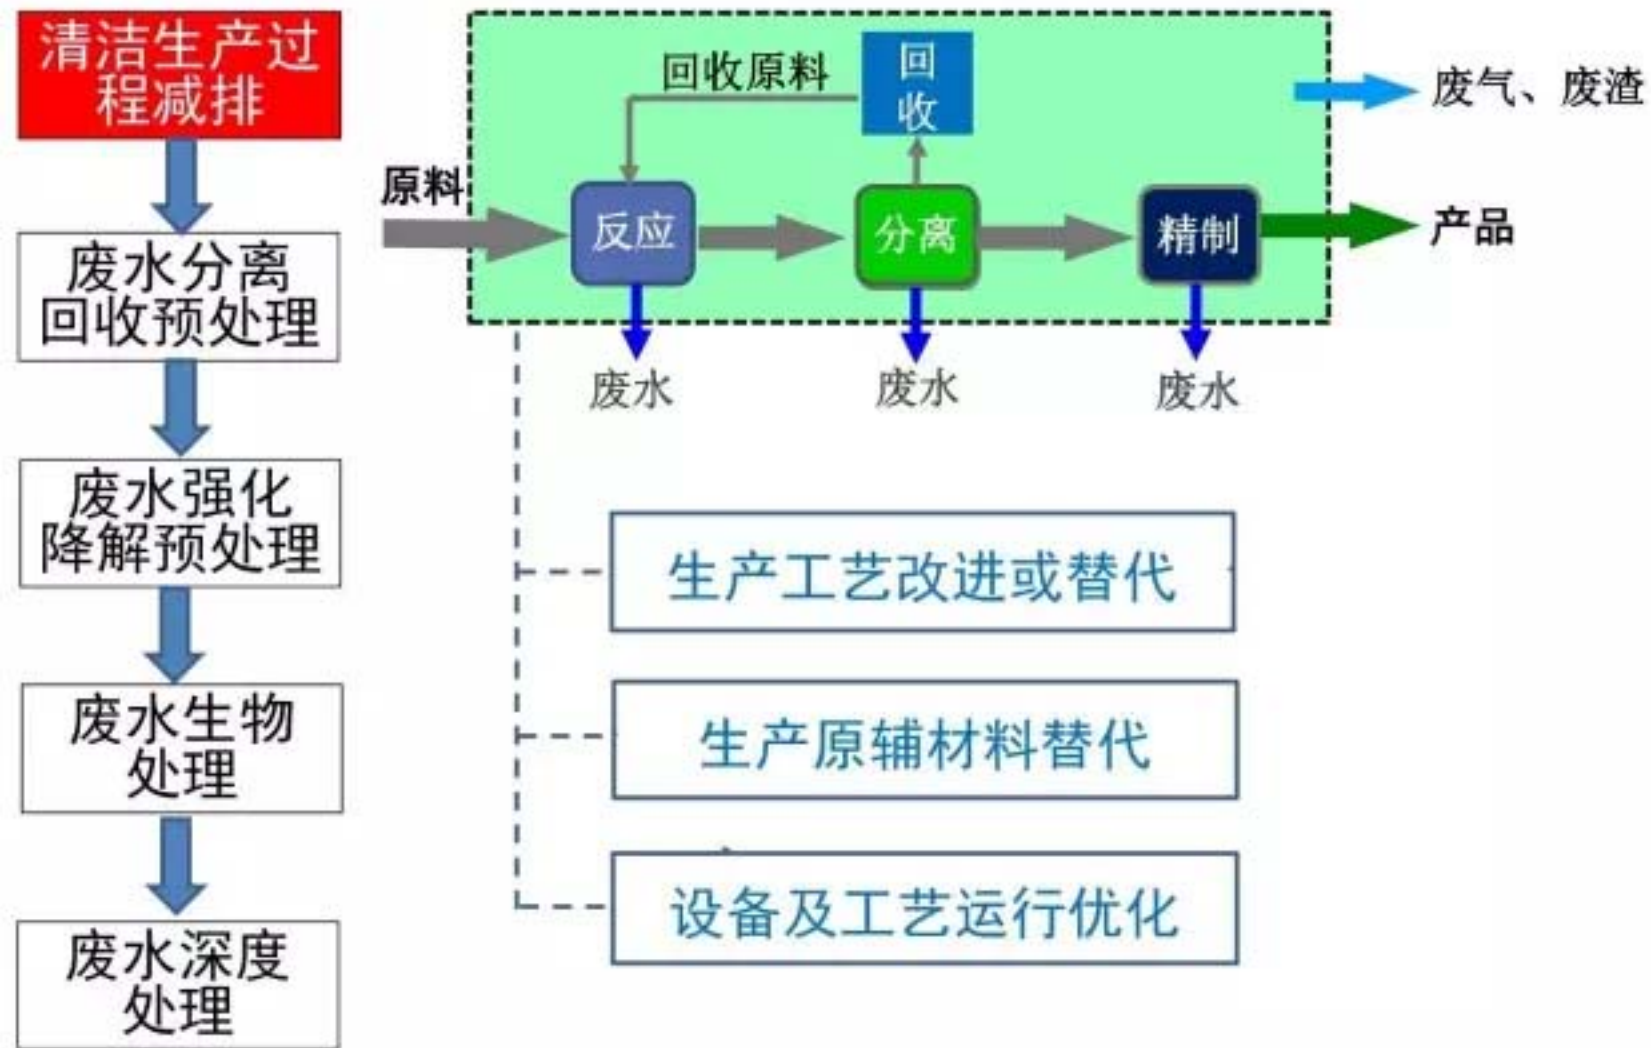 清洁生产过
程减排
废水分离
回收预处理
废水强化
降解预处理
废水生物
处理
废水深度
处理
回收原料
回
收
废气、废渣
原料
反应
分离
精制
产品
废水
废水
废水
生产工艺改进或替代
生产原辅材料替代
设备及工艺运行优化